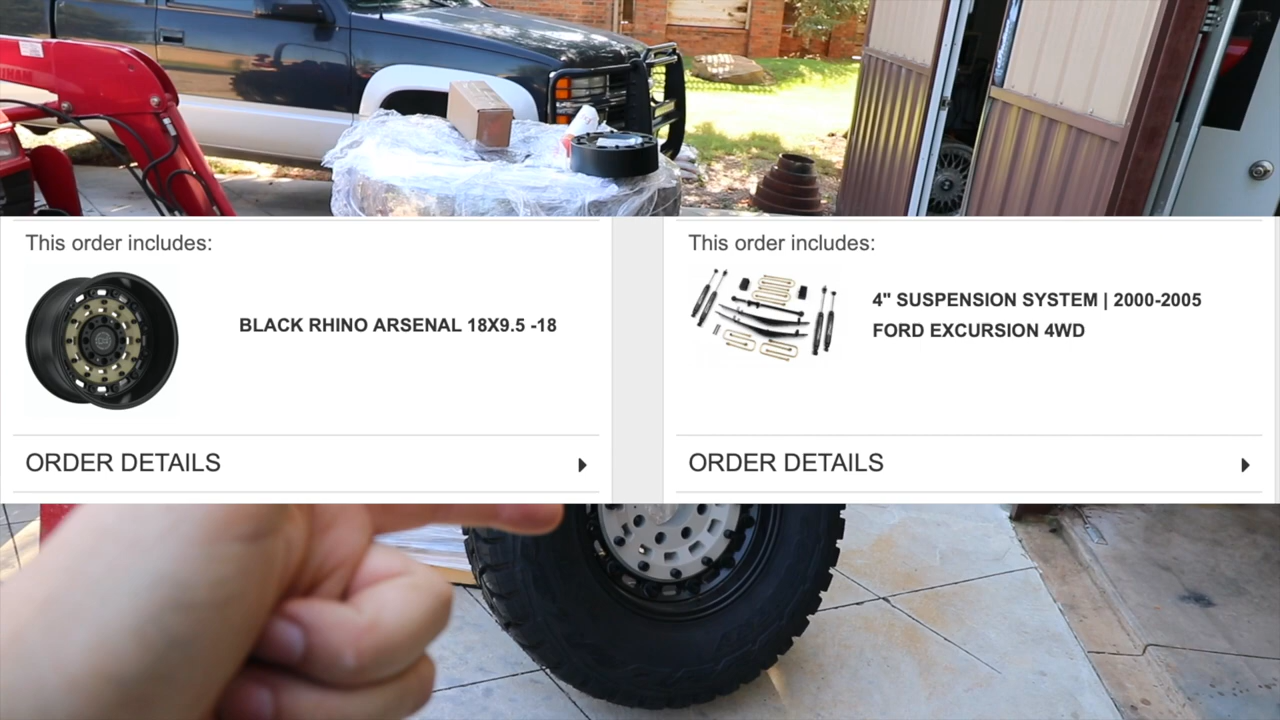 This order includes:
BLACK RHINO ARSENAL 18X9.5 -18
ORDER DETAILS
This order includes:
4" SUSPENSION SYSTEM | 2000-2005
FORD EXCURSION 4WD
ORDER DETAILS